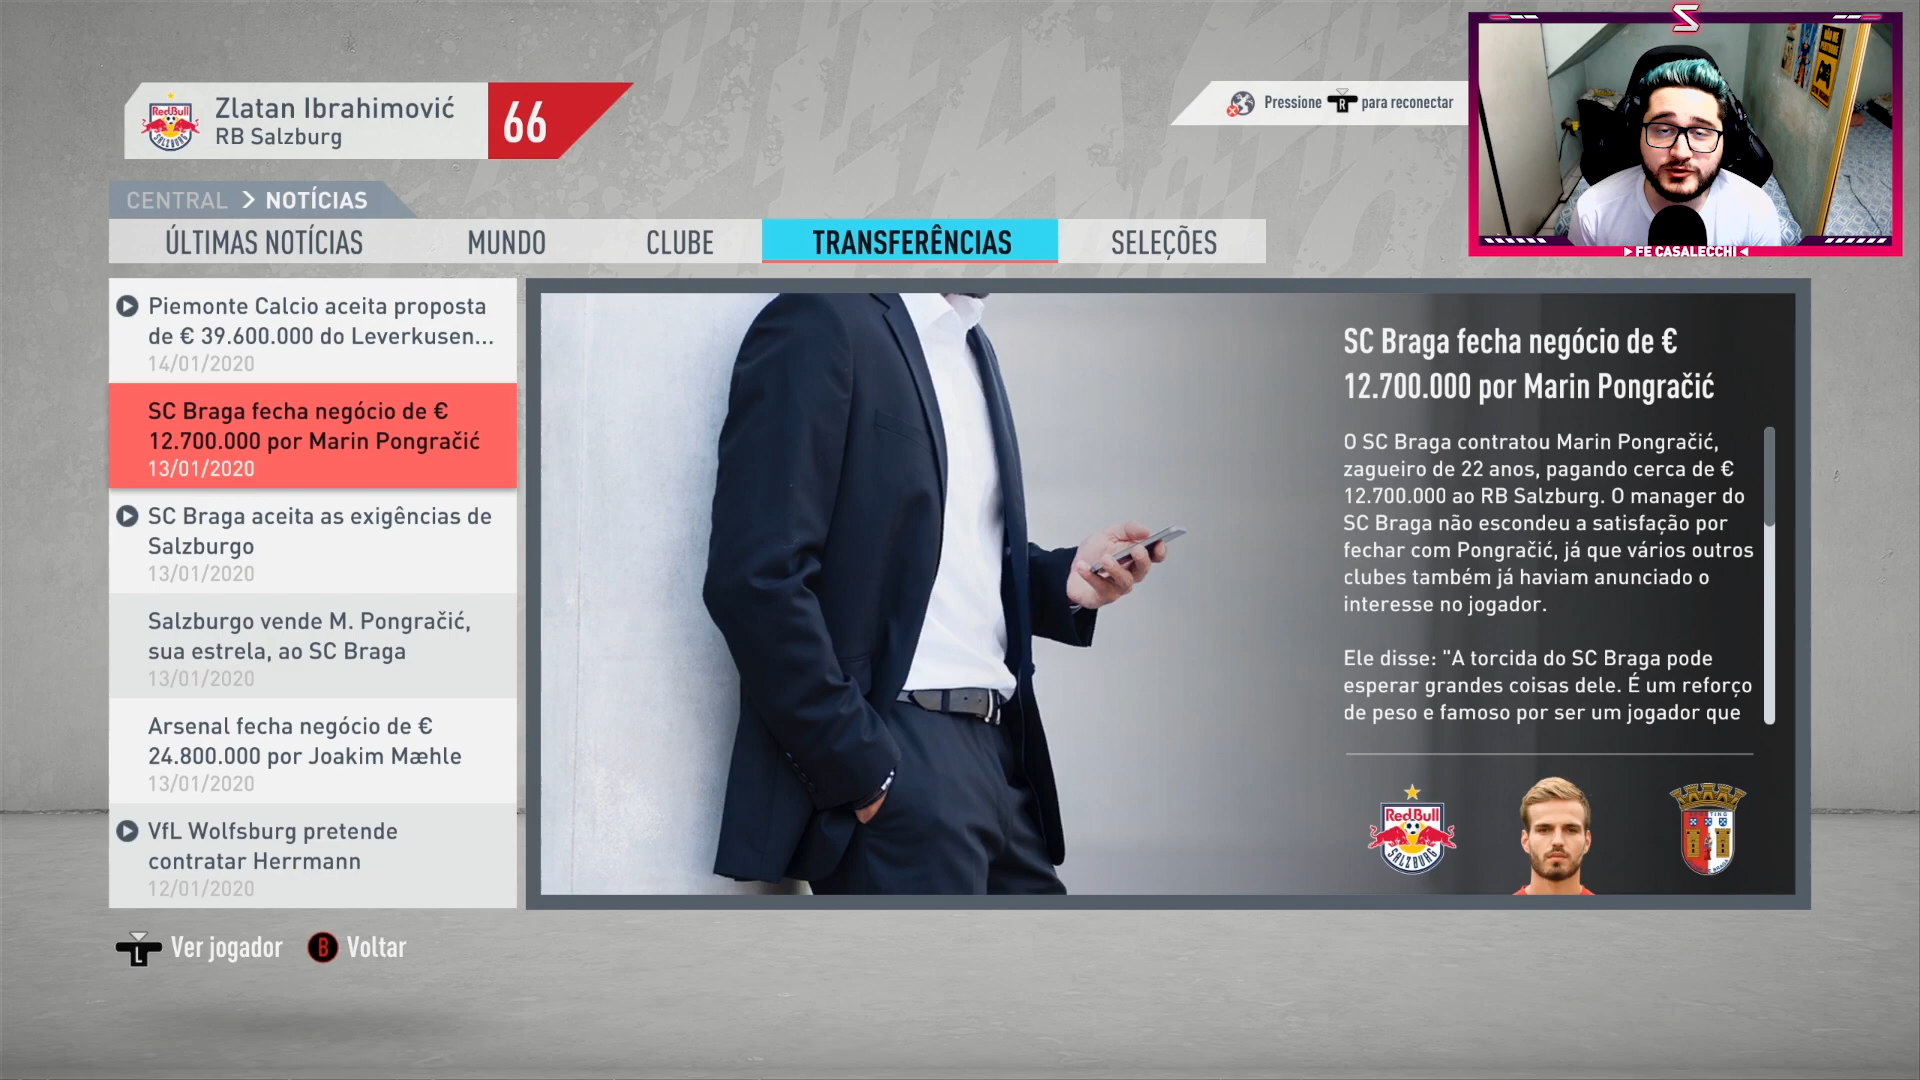 Zlatan Ibrahimović
RB Salzburg
66
Pressione R para reconectar
FE CASALECCHI
CENTRAL > NOTÍCIAS
ÚLTIMAS NOTÍCIAS
MUNDO
CLUBE
TRANSFERÊNCIAS
SELEÇÕES
Piemonte Calcio aceita proposta
de € 39.600.000 do Leverkusen...
14/01/2020
SC Braga fecha negócio de €
12.700.000 por Marin Pongračić
13/01/2020
SC Braga aceita as exigências de
Salzburgo
13/01/2020
Salzburgo vende M. Pongračić,
sua estrela, ao SC Braga
13/01/2020
Arsenal fecha negócio de €
24.800.000 por Joakim Mæhle
13/01/2020
VfL Wolfsburg pretende
contratar Herrmann
12/01/2020
SC Braga fecha negócio de €
12.700.000 por Marin Pongračić
O SC Braga contratou Marin Pongračić,
zagueiro de 22 anos, pagando cerca de €
12.700.000 ao RB Salzburg. O manager do
SC Braga não escondeu a satisfação por
fechar com Pongračić, já que vários outros
clubes também já haviam anunciado o
interesse no jogador.
Ele disse: "A torcida do SC Braga pode
esperar grandes coisas dele. É um reforço
de peso e famoso por ser um jogador que
Red Bull
SALZBURG
L Ver jogador
B Voltar